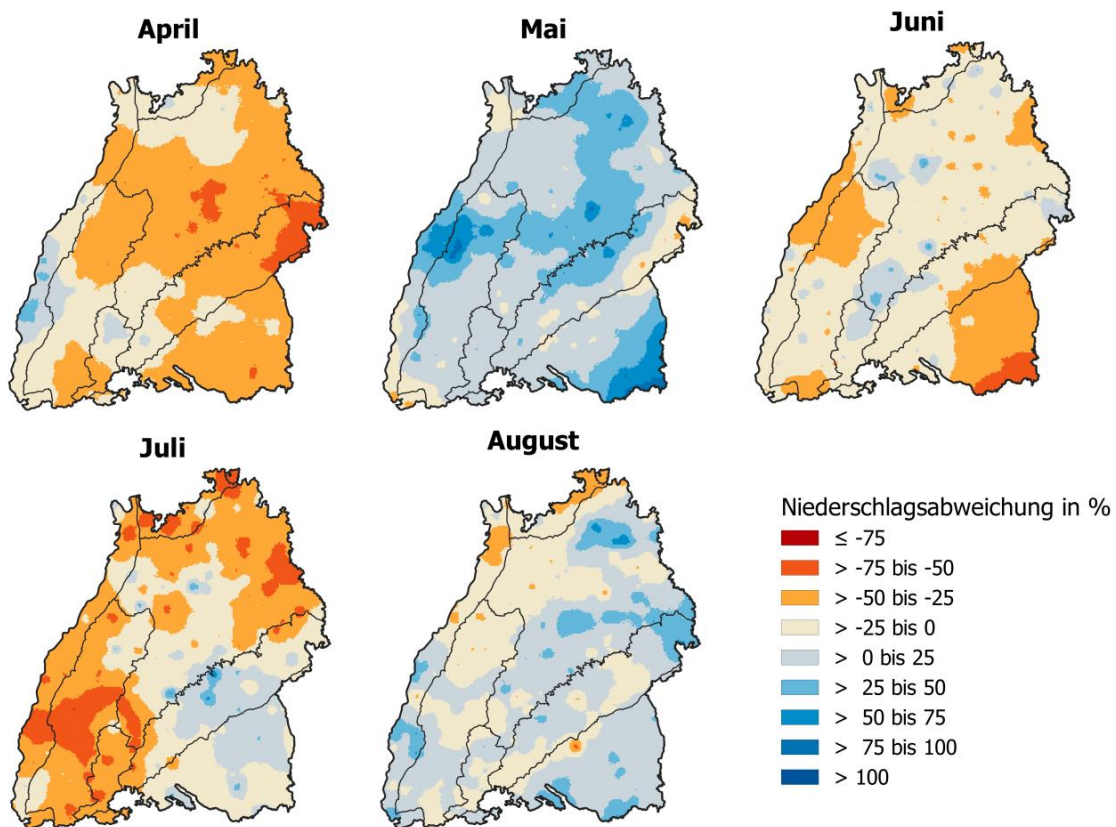 April
Mai
Juni
Juli
August
Niederschlagsabweichung in %
≤ -75
> -75 bis -50
> -50 bis -25
> -25 bis 0
> 0 bis 25
> 25 bis 50
> 50 bis 75
> 75 bis 100
> 100